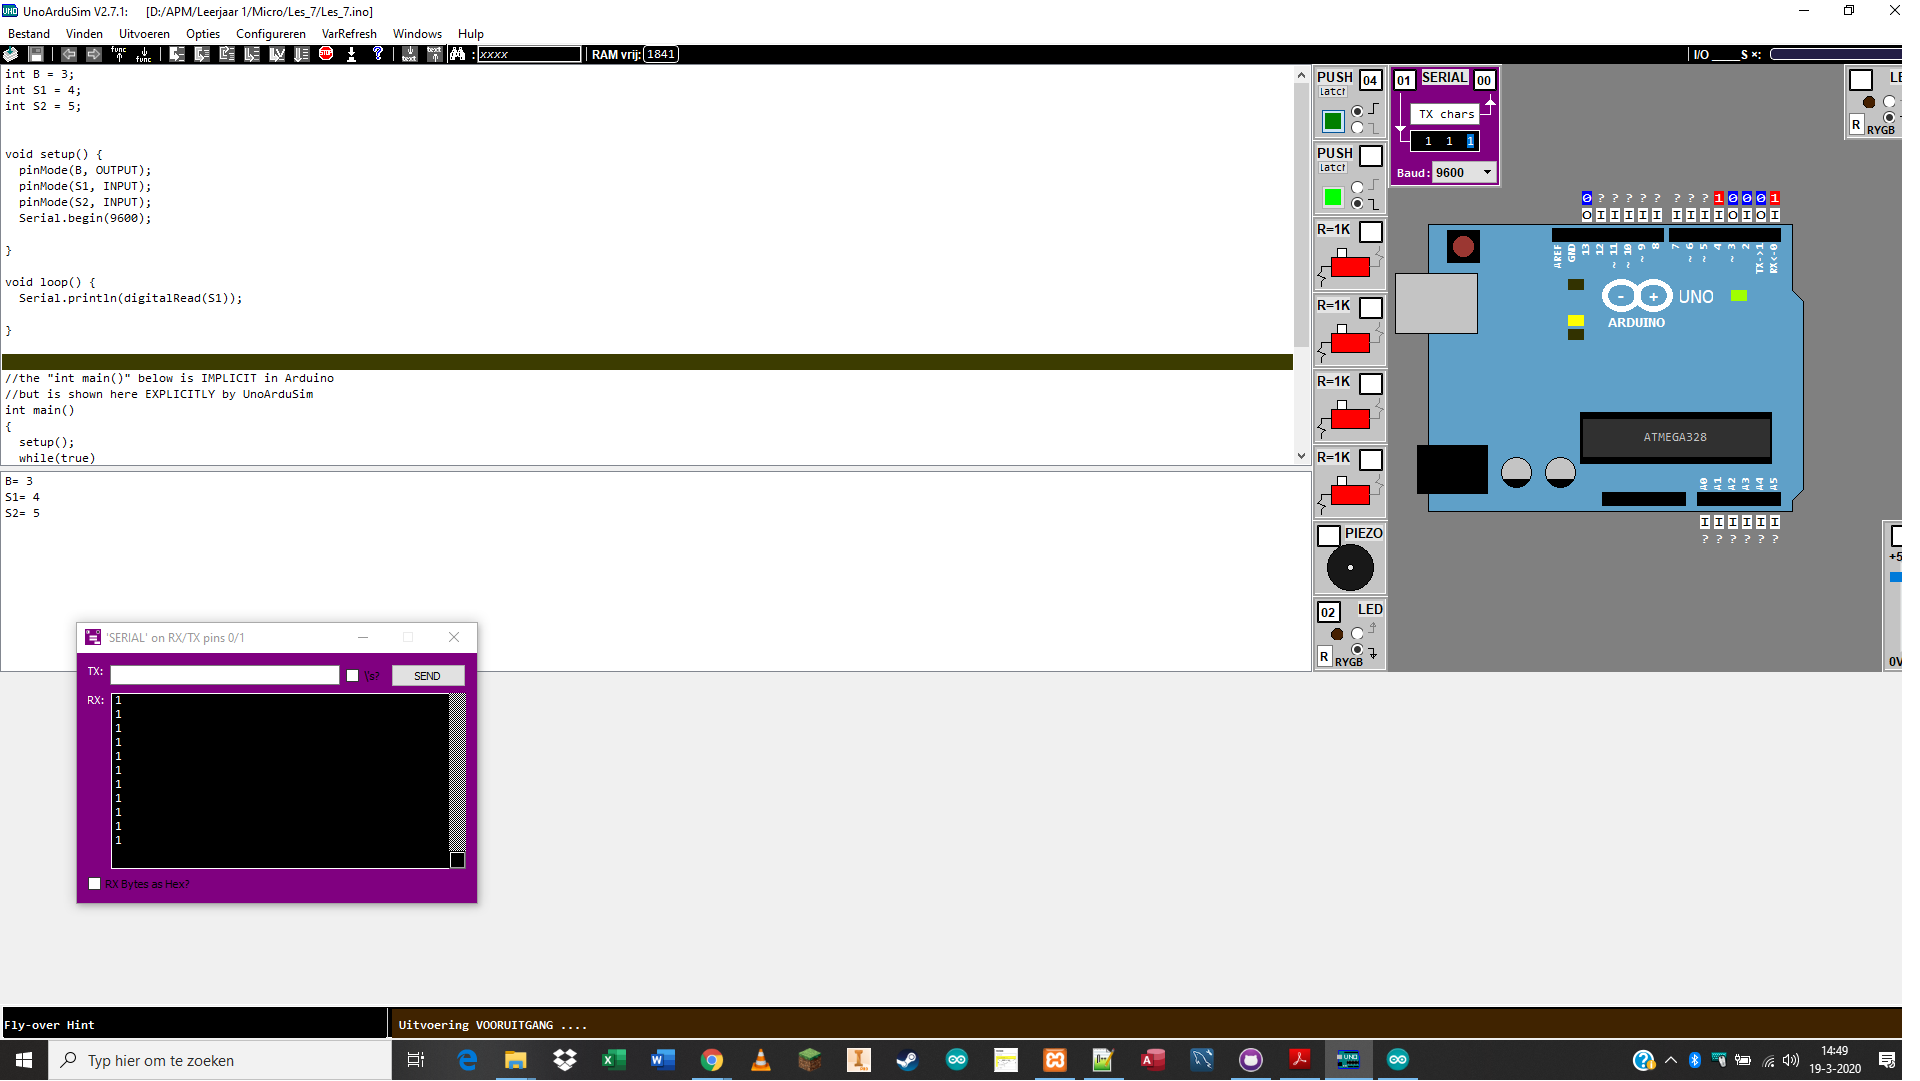 UnoArduSim V2.7.1:    [D:/APM/Leerjaar 1/Micro/Les_7/Les_7.ino]
Bestand Vinden Uitvoeren Opties Configureren VarRefresh Windows Help
func func STOP ? text text : xxxx RAM vrij: 1841 I/O ____S ×:
int B = 3;
int S1 = 4;
int S2 = 5;
void setup() {
  pinMode(B, OUTPUT);
  pinMode(S1, INPUT);
  pinMode(S2, INPUT);
  Serial.begin(9600);
}
void loop() {
  Serial.println(digitalRead(S1));
}
//the "int main()" below is IMPLICIT in Arduino
//but is shown here EXPLICITLY by UnoArduSim
int main()
{
  setup();
  while(true)
B= 3
S1= 4
S2= 5
PUSH 04
latch
PUSH
latch
R=1K
R=1K
R=1K
R=1K
PIEZO
02 LED
R RYGB
01 SERIAL 00
TX chars
1 1 1
Baud: 9600
LE
R RYGB
0 ? ? ? ? ? ? ? ? 1 0 0 0 1
O I I I I I I I I I O I O I
AREF GND 13 12 ~11 ~10 ~9 8 7 ~6 ~5 4 ~3 2 TX->1 RX<-0
- + UNO
ARDUINO
ATMEGA328
A0 A1 A2 A3 A4 A5
I I I I I I
? ? ? ? ? ?
+5
0V
'SERIAL' on RX/TX pins 0/1
TX: \'s? SEND
RX: 1
1
1
1
1
1
1
1
1
1
1
RX Bytes as Hex?
Fly-over Hint
Uitvoering VOORUITGANG ....
Typ hier om te zoeken
14:49
19-3-2020